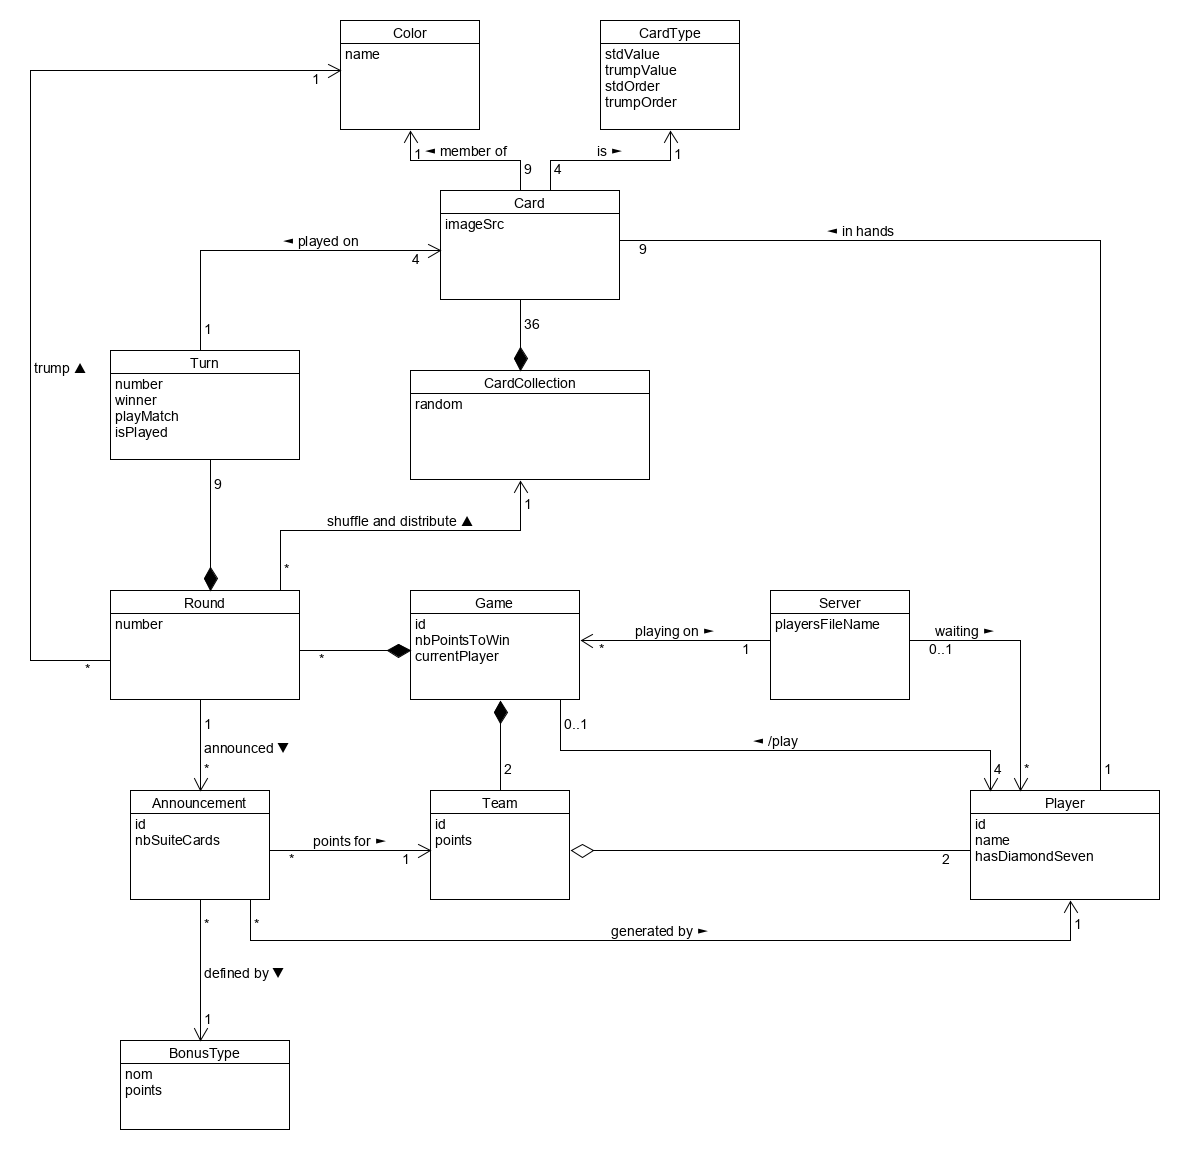 Color
name
CardType
stdValue
trumpValue
stdOrder
trumpOrder
1
1
◄ member of
9
is ►
4
1
Card
imageSrc
◄ played on
4
1
◄ in hands
9
36
trump ▲
Turn
number
winner
playMatch
isPlayed
CardCollection
random
9
1
shuffle and distribute ▲
*
Round
number
*
*
Game
id
nbPointsToWin
currentPlayer
playing on ►
*
1
Server
playersFileName
waiting ►
0..1
1
announced ▼
*
0..1
◄ /play
2
4
*
1
Announcement
id
nbSuiteCards
points for ►
*
1
Team
id
points
2
Player
id
name
hasDiamondSeven
*
*
generated by ►
1
defined by ▼
1
BonusType
nom
points